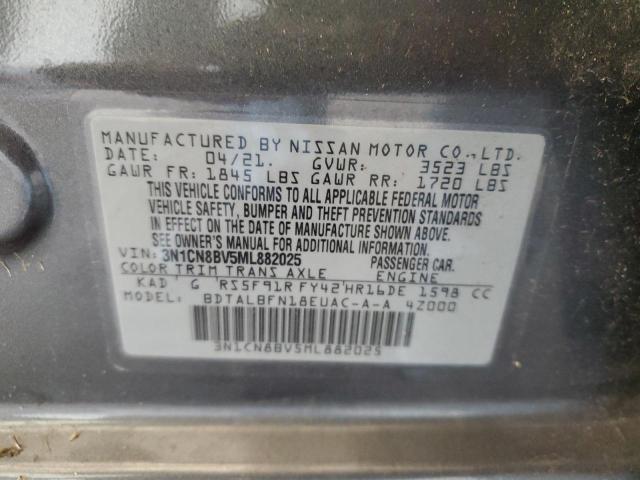 MANUFACTURED BY NISSAN MOTOR CO., LTD.
DATE: 04/21. GVWR: 3523 LBS
GAWR FR: 1845 LBS GAWR RR: 1720 LBS
THIS VEHICLE CONFORMS TO ALL APPLICABLE FEDERAL MOTOR
VEHICLE SAFETY, BUMPER AND THEFT PREVENTION STANDARDS
IN EFFECT ON THE DATE OF MANUFACTURE SHOWN ABOVE.
SEE OWNER'S MANUAL FOR ADDITIONAL INFORMATION.
VIN: 3N1CN8BV5ML882025 PASSENGER CAR.
COLOR TRIM TRANS AXLE ENGINE
KAD G RS5F91R FY42 HR16DE 1598 CC
MODEL: BDTALBFN18EUAC-A-A 4Z000
3N1CN8BV5ML882025